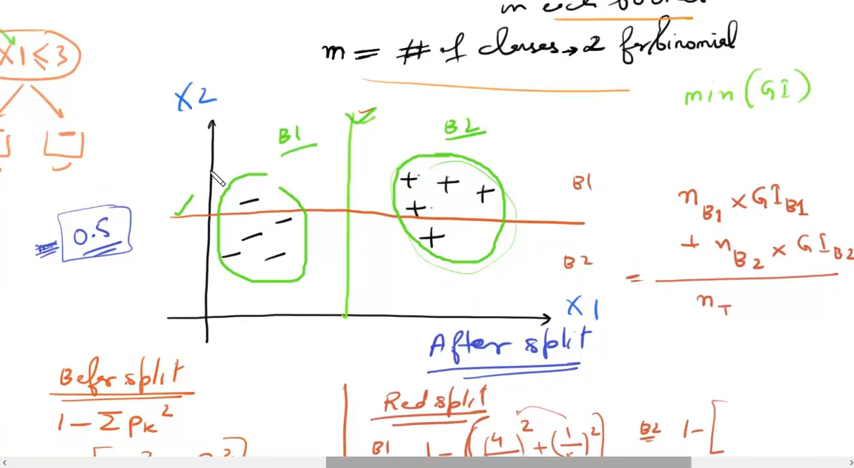 m = # of classes → 2 for binomial
X1 ≤ 3
min (GI)
X2
B1
B2
B1
n_B1 × GI_B1
+ n_B2 × GI_B2
= n_T
0.5
B2
X1
After split
Befor split
1 - Σ Pk²
Red split
B1 1 - ((4)² + (1)²)
B2 1 - [